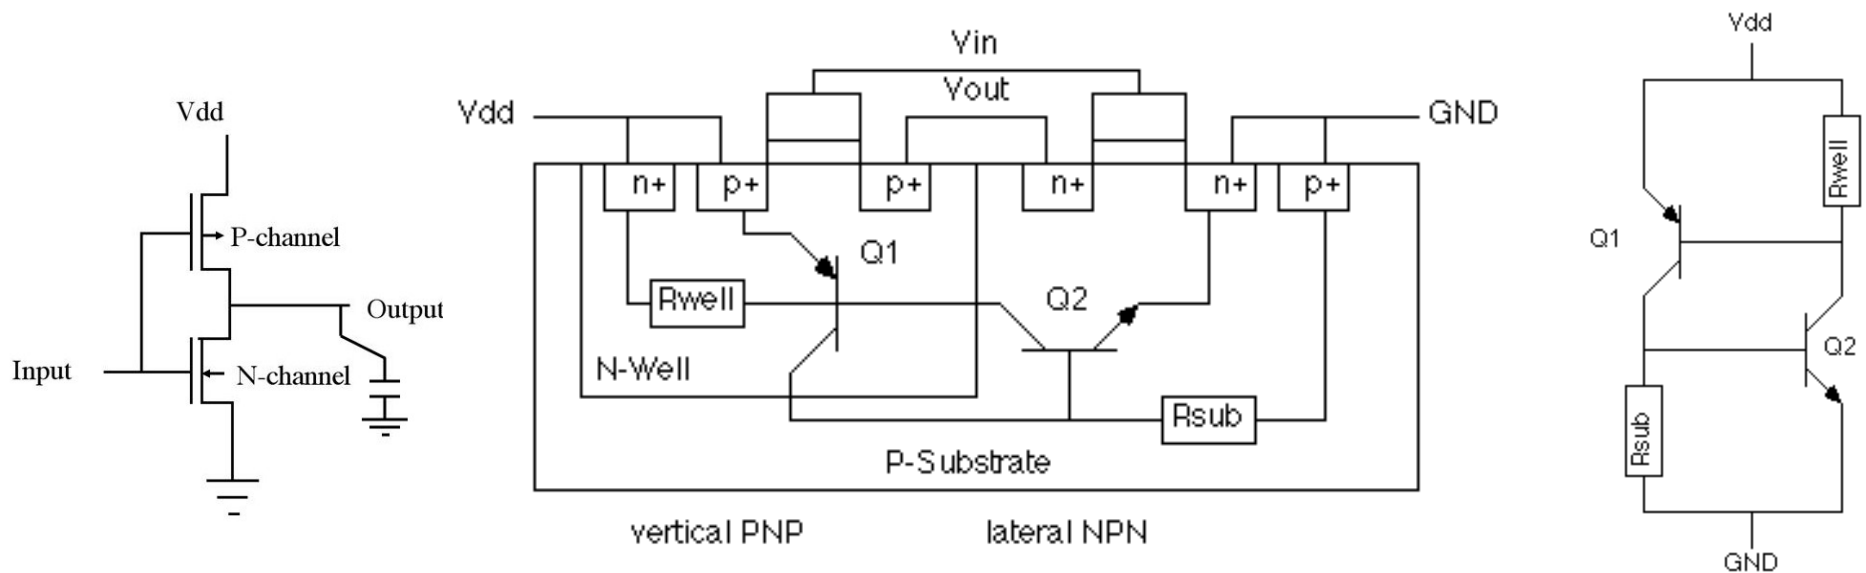 Vdd
P-channel
Output
Input
N-channel
Vin
Vout
Vdd
GND
n+ p+ p+ n+ n+ p+
Q1
Rwell
Q2
N-Well
Rsub
P-Substrate
vertical PNP lateral NPN
Vdd
Rwell
Q1
Q2
Rsub
GND